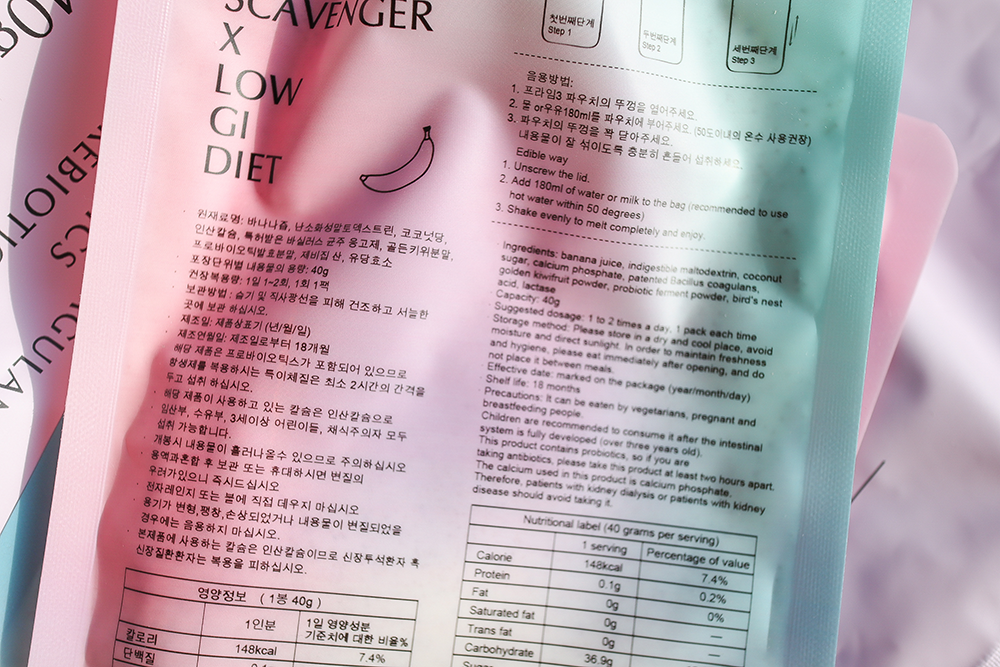 SCAVENGER
X
LOW
GI
DIET
첫번째단계
Step 1
두번째단계
Step 2
세번째단계
Step 3
음용방법:
1. 프라임3 파우치의 뚜껑을 열어주세요.
2. 물 or우유180ml를 파우치에 부어주세요. (50도이내의 온수 사용권장)
3. 파우치의 뚜껑을 꽉 닫아주세요.
내용물이 잘 섞이도록 충분히 흔들어 섭취하세요.
Edible way
1. Unscrew the lid.
2. Add 180ml of water or milk to the bag (recommended to use
hot water within 50 degrees)
3. Shake evenly to melt completely and enjoy.
원재료명: 바나나즙, 난소화성말토덱스트린, 코코넛당,
인산칼슘, 특허받은 바실러스 균주 응고제, 골든키위분말,
프로바이오틱발효분말, 제비집 산, 유당효소
포장단위별 내용물의 용량: 40g
권장복용량: 1일 1~2회, 1회 1팩
보관방법: 습기 및 직사광선을 피해 건조하고 서늘한
곳에 보관 하십시오.
제조일: 제품상표기 (년/월/일)
제조연월일: 제조일로부터 18개월
해당 제품은 프로바이오틱스가 포함되어 있으므로
항생제를 복용하시는 특이체질은 최소 2시간의 간격을
두고 섭취 하십시오.
해당 제품이 사용하고 있는 칼슘은 인산칼슘으로
임산부, 수유부, 3세이상 어린이들, 채식주의자 모두
섭취 가능합니다.
개봉시 내용물이 흘러나올수 있으므로 주의하십시오
용액과혼합 후 보관 또는 휴대하시면 변질의
우려가있으니 즉시드십시오
전자레인지 또는 불에 직접 데우지 마십시오
용기가 변형,팽창,손상되었거나 내용물이 변질되었을
경우에는 음용하지 마십시오.
본제품에 사용하는 칼슘은 인산칼슘이므로 신장투석환자 혹
신장질환환자는 복용을 피하십시오.
Ingredients: banana juice, indigestible maltodextrin, coconut
sugar, calcium phosphate, patented Bacillus coagulans,
golden kiwifruit powder, probiotic ferment powder, bird's nest
acid, lactase
Capacity: 40g
Suggested dosage: 1 to 2 times a day, 1 pack each time
Storage method: Please store in a dry and cool place, avoid
moisture and direct sunlight. In order to maintain freshness
and hygiene, please eat immediately after opening, and do
not place it between meals.
Effective date: marked on the package (year/month/day)
Shelf life: 18 months
Precautions: It can be eaten by vegetarians, pregnant and
breastfeeding people.
Children are recommended to consume it after the intestinal
system is fully developed (over three years old).
This product contains probiotics, so if you are
taking antibiotics, please take this product at least two hours apart.
The calcium used in this product is calcium phosphate.
Therefore, patients with kidney dialysis or patients with kidney
disease should avoid taking it.
영양정보 ( 1봉 40g )
1인분 1일 영양성분
기준치에 대한 비율%
칼로리 148kcal 7.4%
단백질
Nutritional label (40 grams per serving)
1 serving Percentage of value
Calorie 148kcal 7.4%
Protein 0.1g 0.2%
Fat 0g 0%
Saturated fat 0g —
Trans fat 0g —
Carbohydrate 36.9g